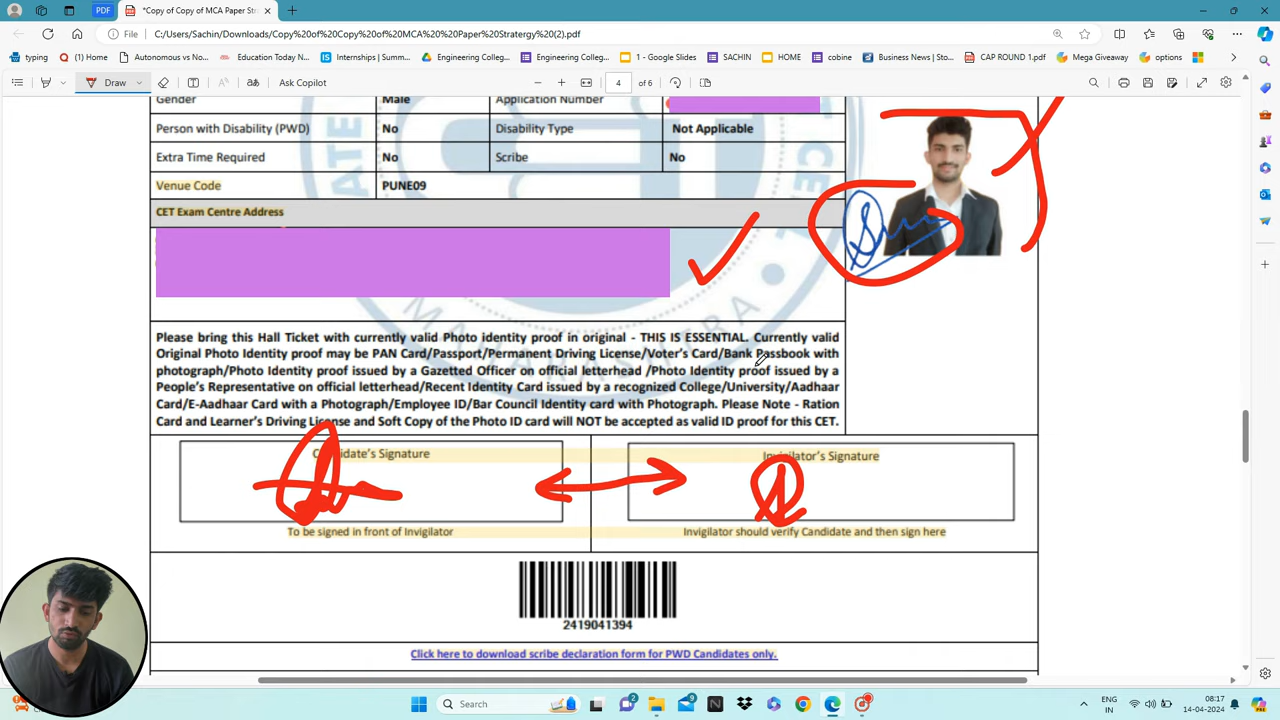 PDF
*Copy of Copy of MCA Paper Str
File
C:/Users/Sachin/Downloads/Copy%20of%20Copy%20of%20MCA%20%20Paper%20Stratergy%20(2).pdf
typing
(1) Home
Autonomous vs No...
Education Today Ne...
Internships | Summ...
Engineering Colleg...
1 - Google Slides
SACHIN
HOME
cobine
Business News | Sto...
Engineering Colleg...
CAP ROUND 1.pdf
Mega Giveaway
options
Draw
Ask Copilot
4 of 6
Gender Male Application Number
Person with Disability (PWD) No Disability Type Not Applicable
Extra Time Required No Scribe No
Venue Code PUNE09
CET Exam Centre Address
MAHARASHTRA
Please bring this Hall Ticket with currently valid Photo identity proof in original - THIS IS ESSENTIAL. Currently valid
Original Photo Identity proof may be PAN Card/Passport/Permanent Driving License/Voter's Card/Bank Passbook with
photograph/Photo Identity proof issued by a Gazetted Officer on official letterhead /Photo Identity proof issued by a
People's Representative on official letterhead/Recent Identity Card issued by a recognized College/University/Aadhaar
Card/E-Aadhaar Card with a Photograph/Employee ID/Bar Council Identity card with Photograph. Please Note - Ration
Card and Learner's Driving License and Soft Copy of the Photo ID card will NOT be accepted as valid ID proof for this CET.
Candidate's Signature Invigilator's Signature
To be signed in front of Invigilator Invigilator should verify Candidate and then sign here
2419041394
Click here to download scribe declaration form for PWD Candidates only.
Search
2
9
ENG
IN
08:17
14-04-2024